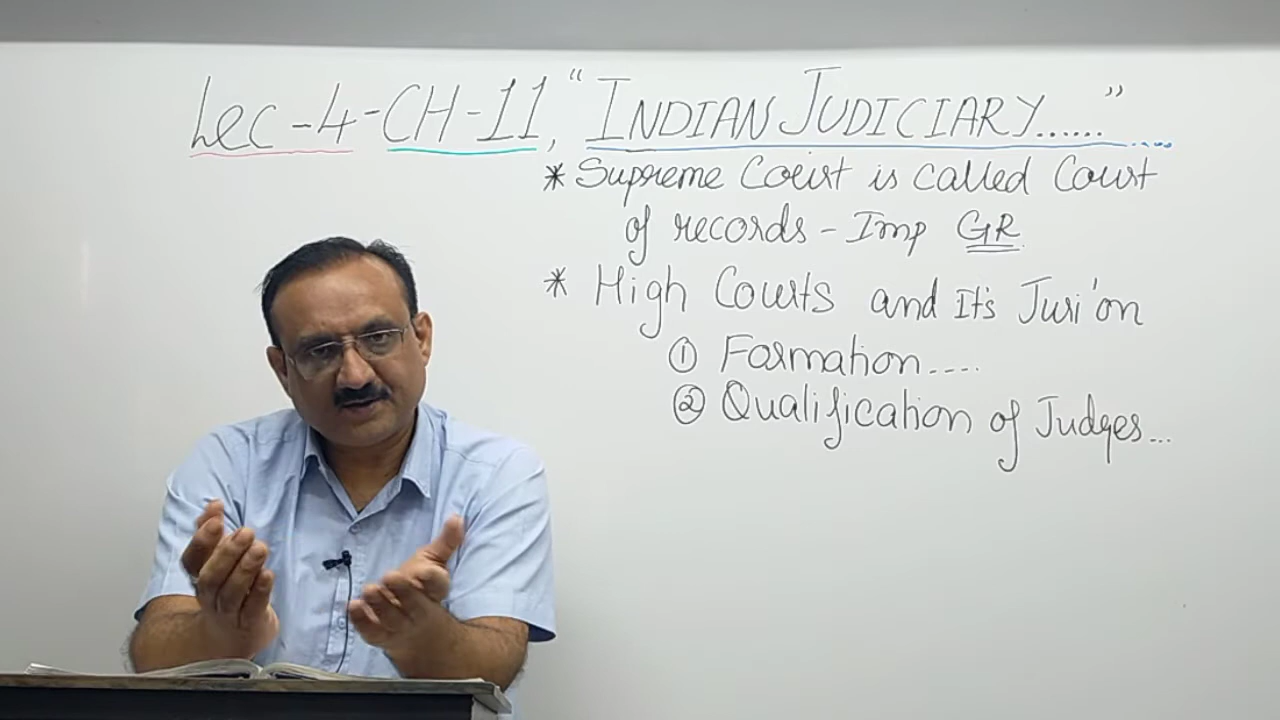 Lec-4-CH-11, "INDIAN JUDICIARY......"
* Supreme Court is called Court
of records - Imp GR
* High Courts and It's Juri'on
① Formation....
② Qualification of Judges...